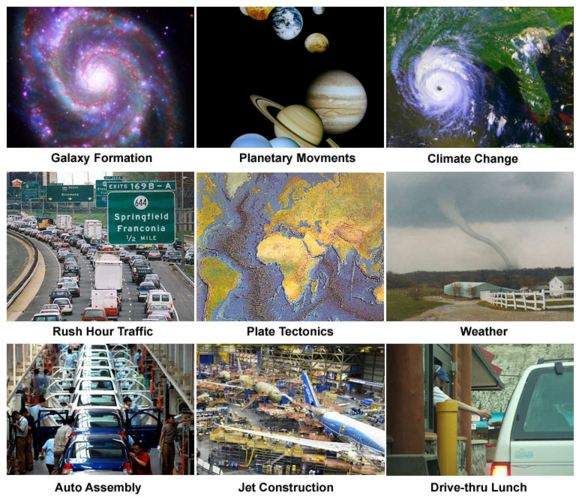 Galaxy Formation
Planetary Movments
Climate Change
EXITS 169B-A
644
Springfield
Franconia
1/2 MILE
Rush Hour Traffic
Plate Tectonics
Weather
Auto Assembly
Jet Construction
Drive-thru Lunch